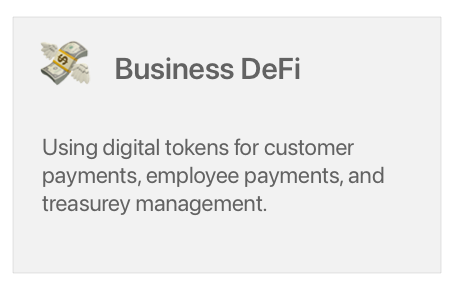 Business DeFi
Using digital tokens for customer
payments, employee payments, and
treasurey management.